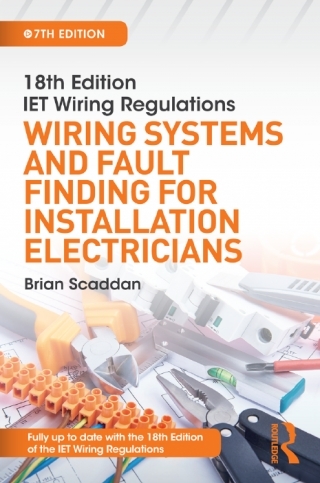 7TH EDITION
18th Edition
IET Wiring Regulations
WIRING SYSTEMS
AND FAULT
FINDING FOR
INSTALLATION
ELECTRICIANS
Brian Scaddan
Fully up to date with the 18th Edition
of the IET Wiring Regulations
ROUTLEDGE